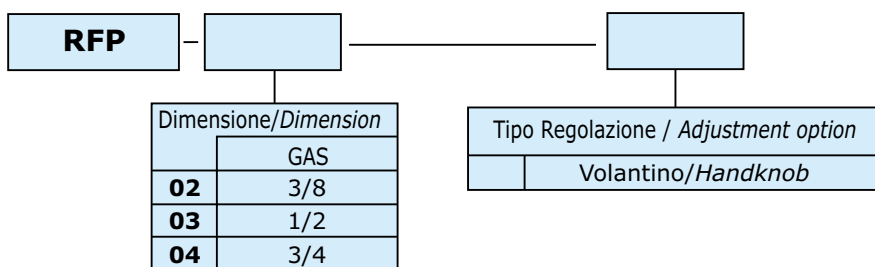 RFP –
Dimensione/Dimension
GAS
02 3/8
03 1/2
04 3/4
Tipo Regolazione / Adjustment option
Volantino/Handknob